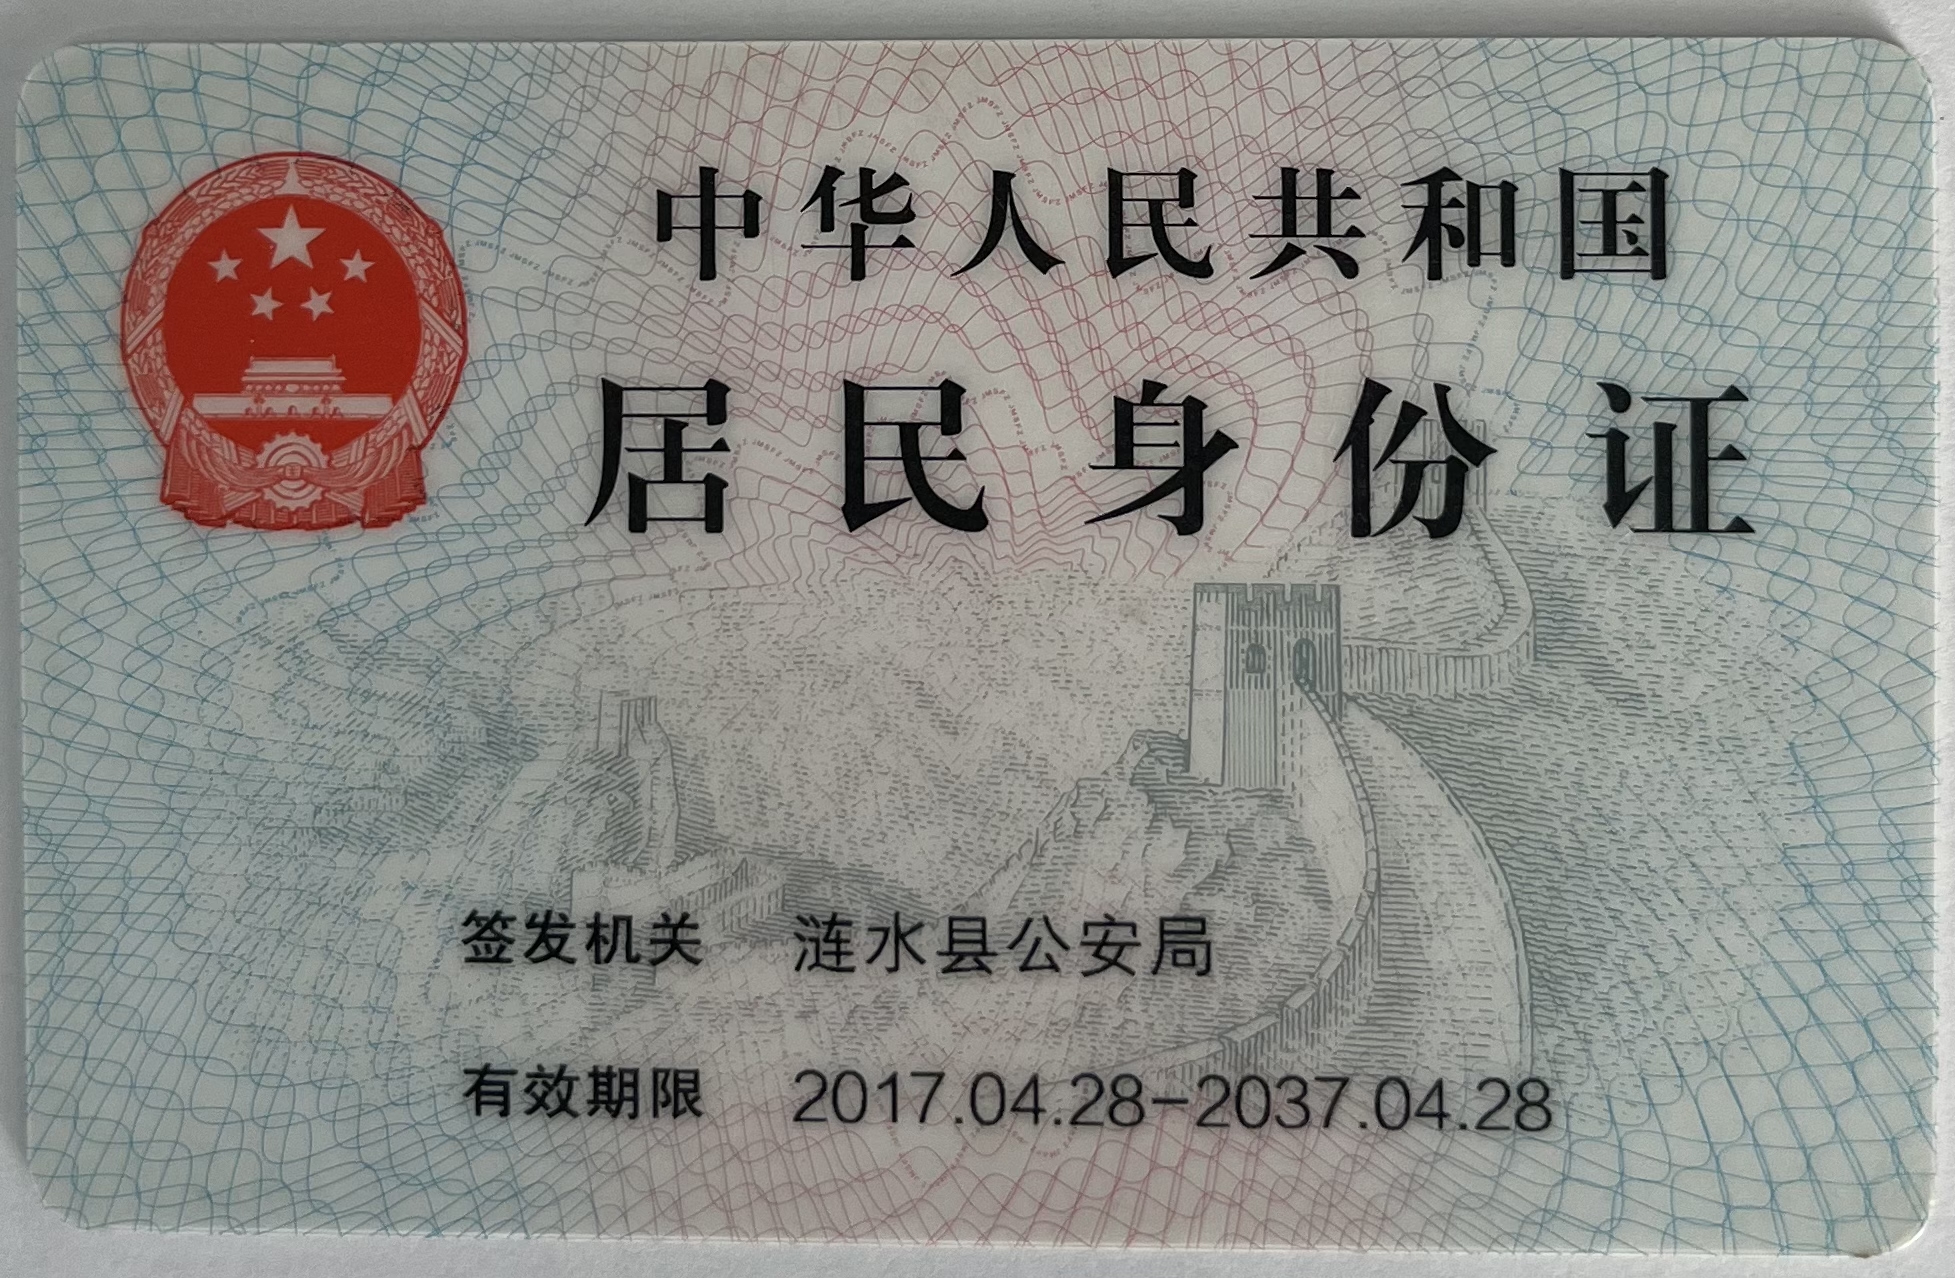 中华人民共和国
居民身份证
签发机关 涟水县公安局
有效期限 2017.04.28-2037.04.28